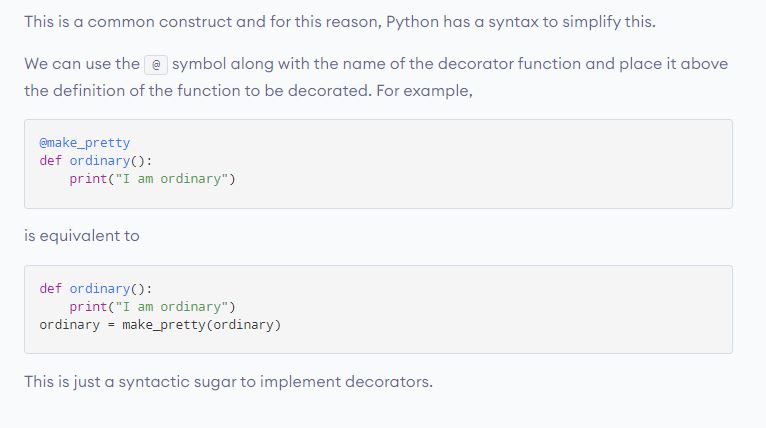 This is a common construct and for this reason, Python has a syntax to simplify this.
We can use the @ symbol along with the name of the decorator function and place it above
the definition of the function to be decorated. For example,
@make_pretty
def ordinary():
    print("I am ordinary")
is equivalent to
def ordinary():
    print("I am ordinary")
ordinary = make_pretty(ordinary)
This is just a syntactic sugar to implement decorators.